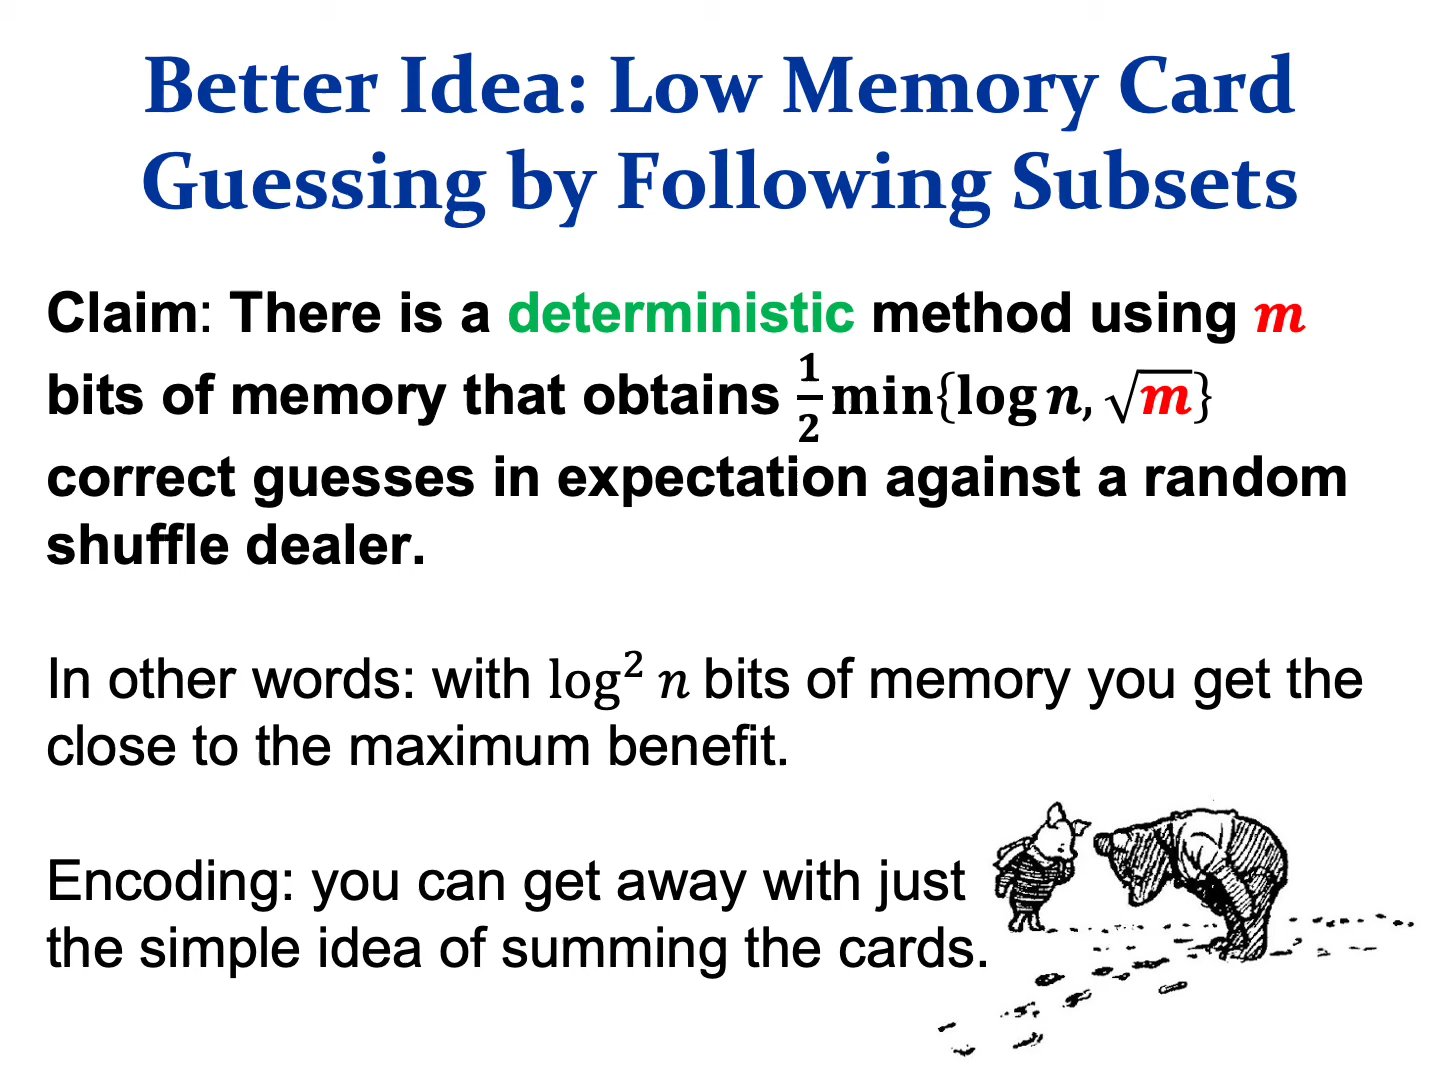 Better Idea: Low Memory Card
Guessing by Following Subsets
Claim: There is a deterministic method using m
bits of memory that obtains 1/2 min{log n, √m}
correct guesses in expectation against a random
shuffle dealer.
In other words: with log² n bits of memory you get the
close to the maximum benefit.
Encoding: you can get away with just
the simple idea of summing the cards.